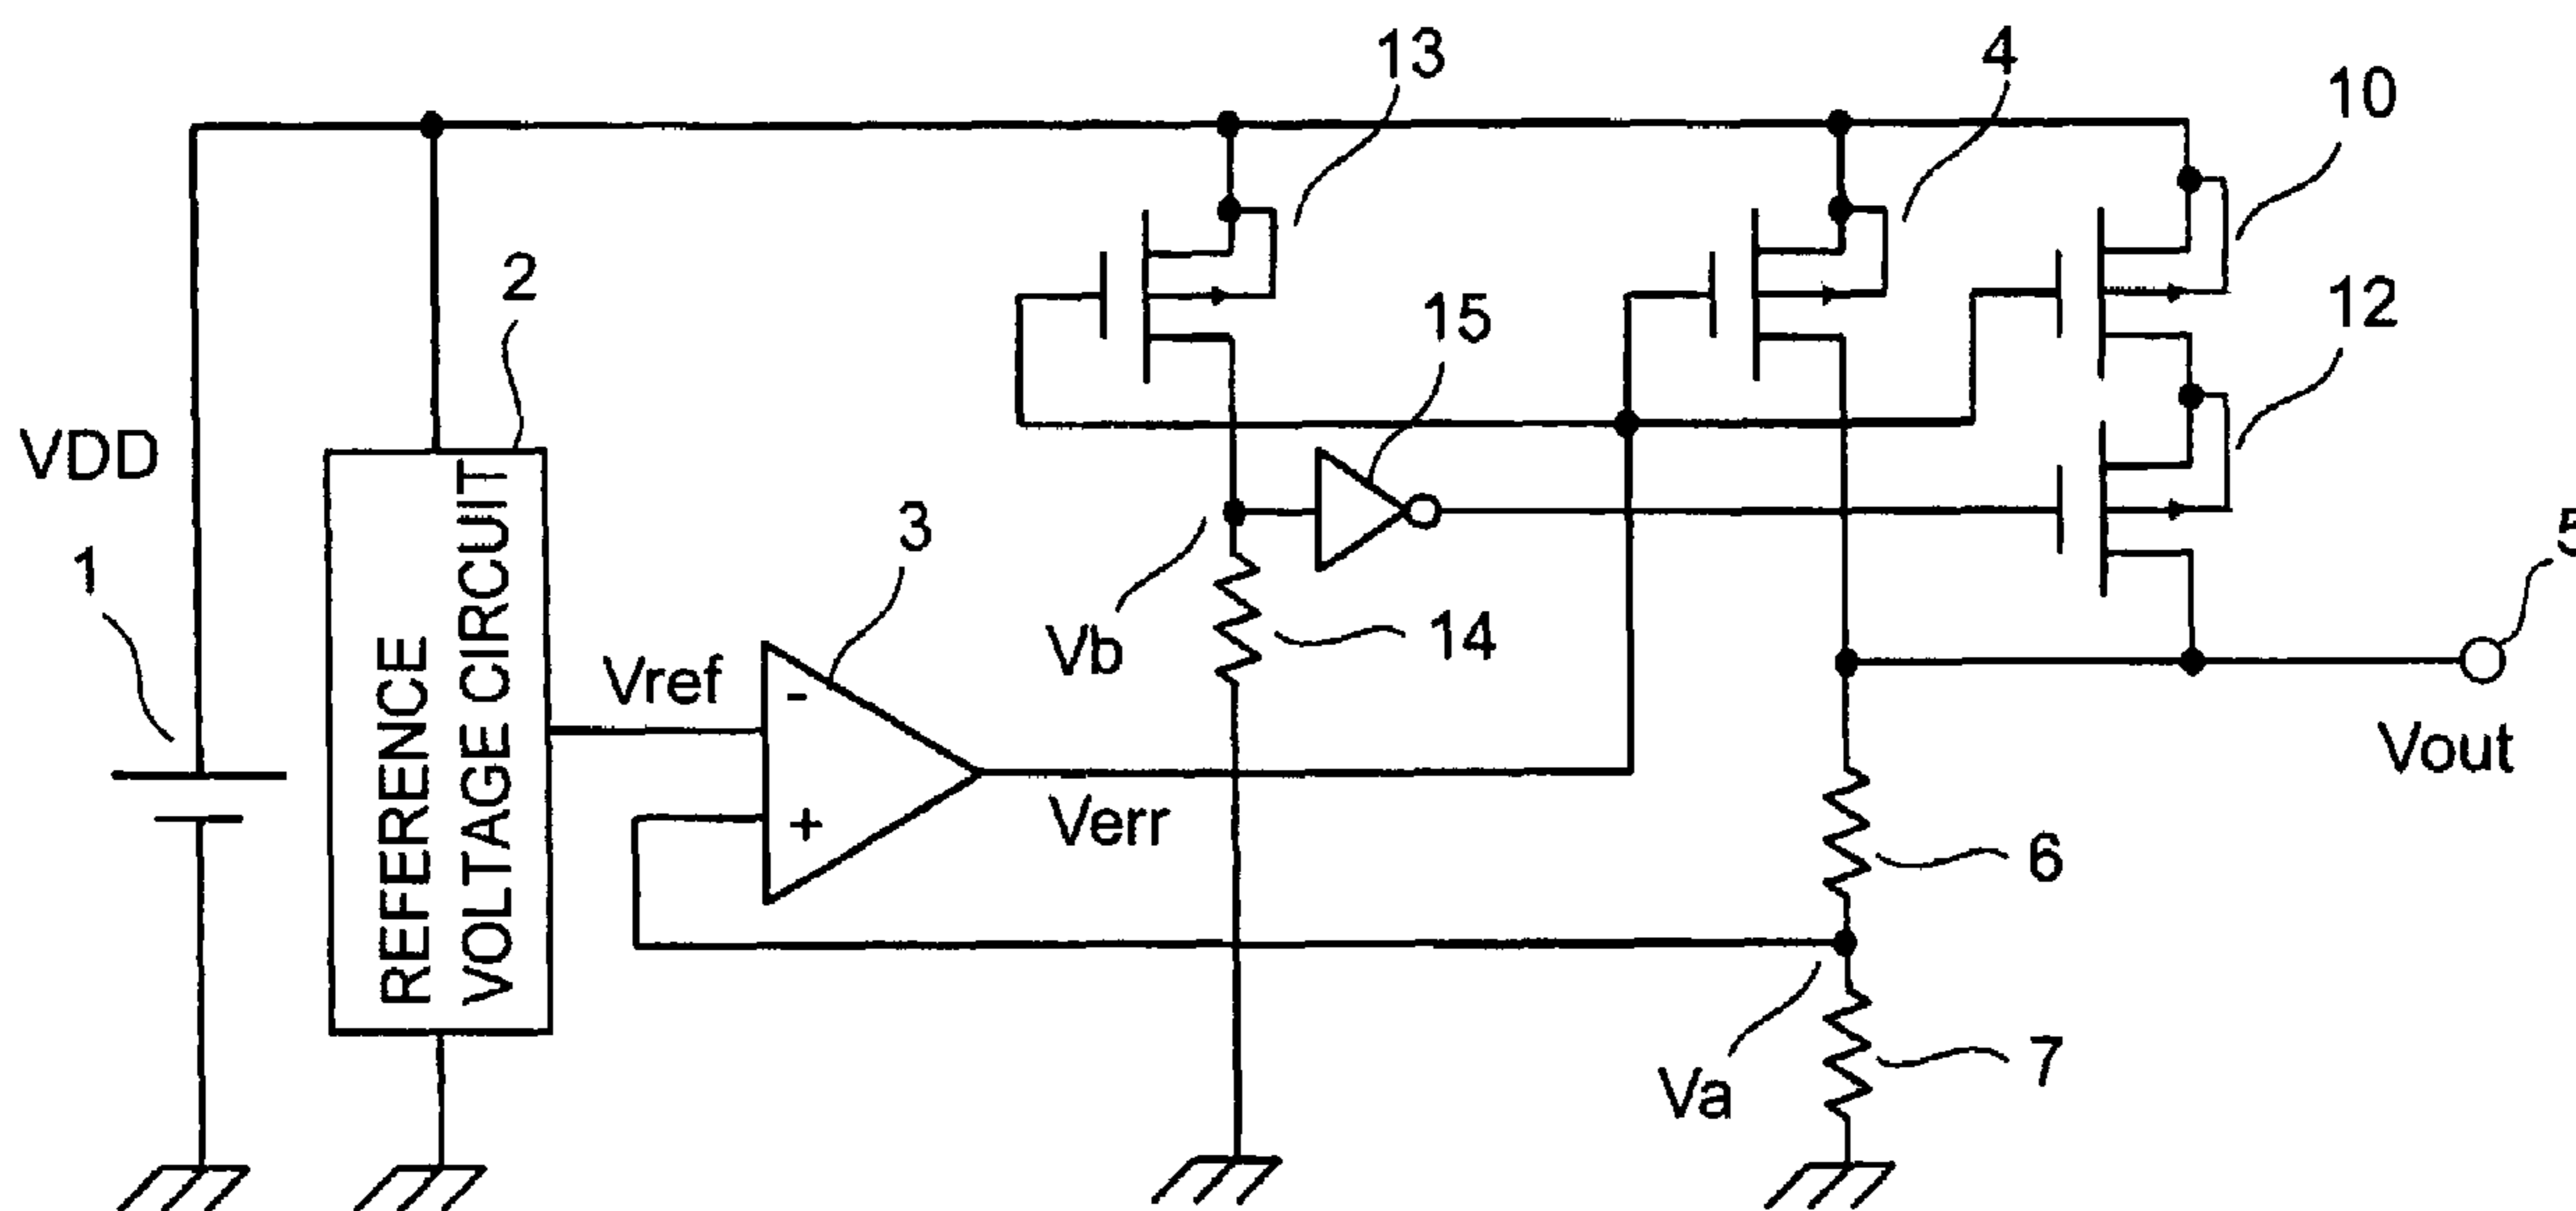 13
4
10
2
15
12
VDD
REFERENCE
VOLTAGE CIRCUIT
1
3
5
Vb
14
Vref
-
+
Verr
Vout
6
Va
7